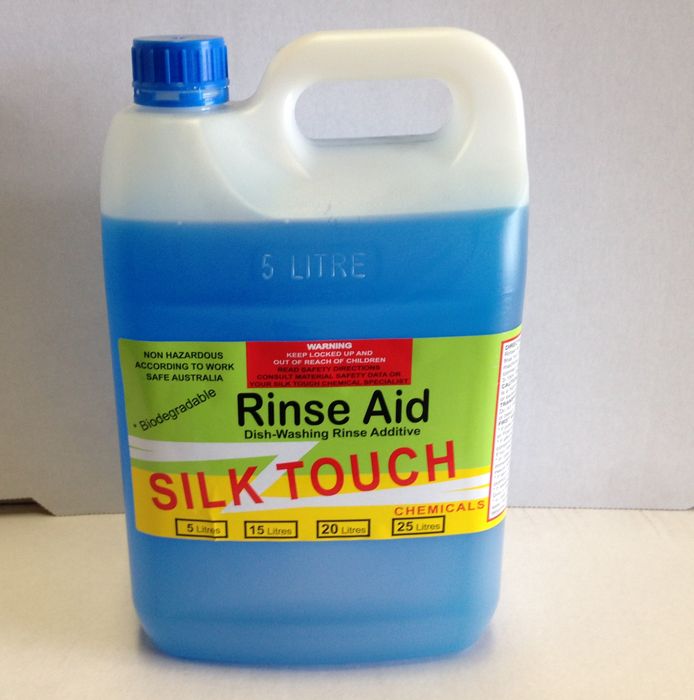 5 LITRE
NON HAZARDOUS
ACCORDING TO WORK
SAFE AUSTRALIA
WARNING
KEEP LOCKED UP AND
OUT OF REACH OF CHILDREN
READ SAFETY DIRECTIONS
CONSULT MATERIAL SAFETY DATA OR
YOUR SILK TOUCH CHEMICAL SPECIALIST
* Biodegradable
Rinse Aid
Dish-Washing Rinse Additive
SILK TOUCH
CHEMICALS
5 Litres
15 Litres
20 Litres
25 Litres